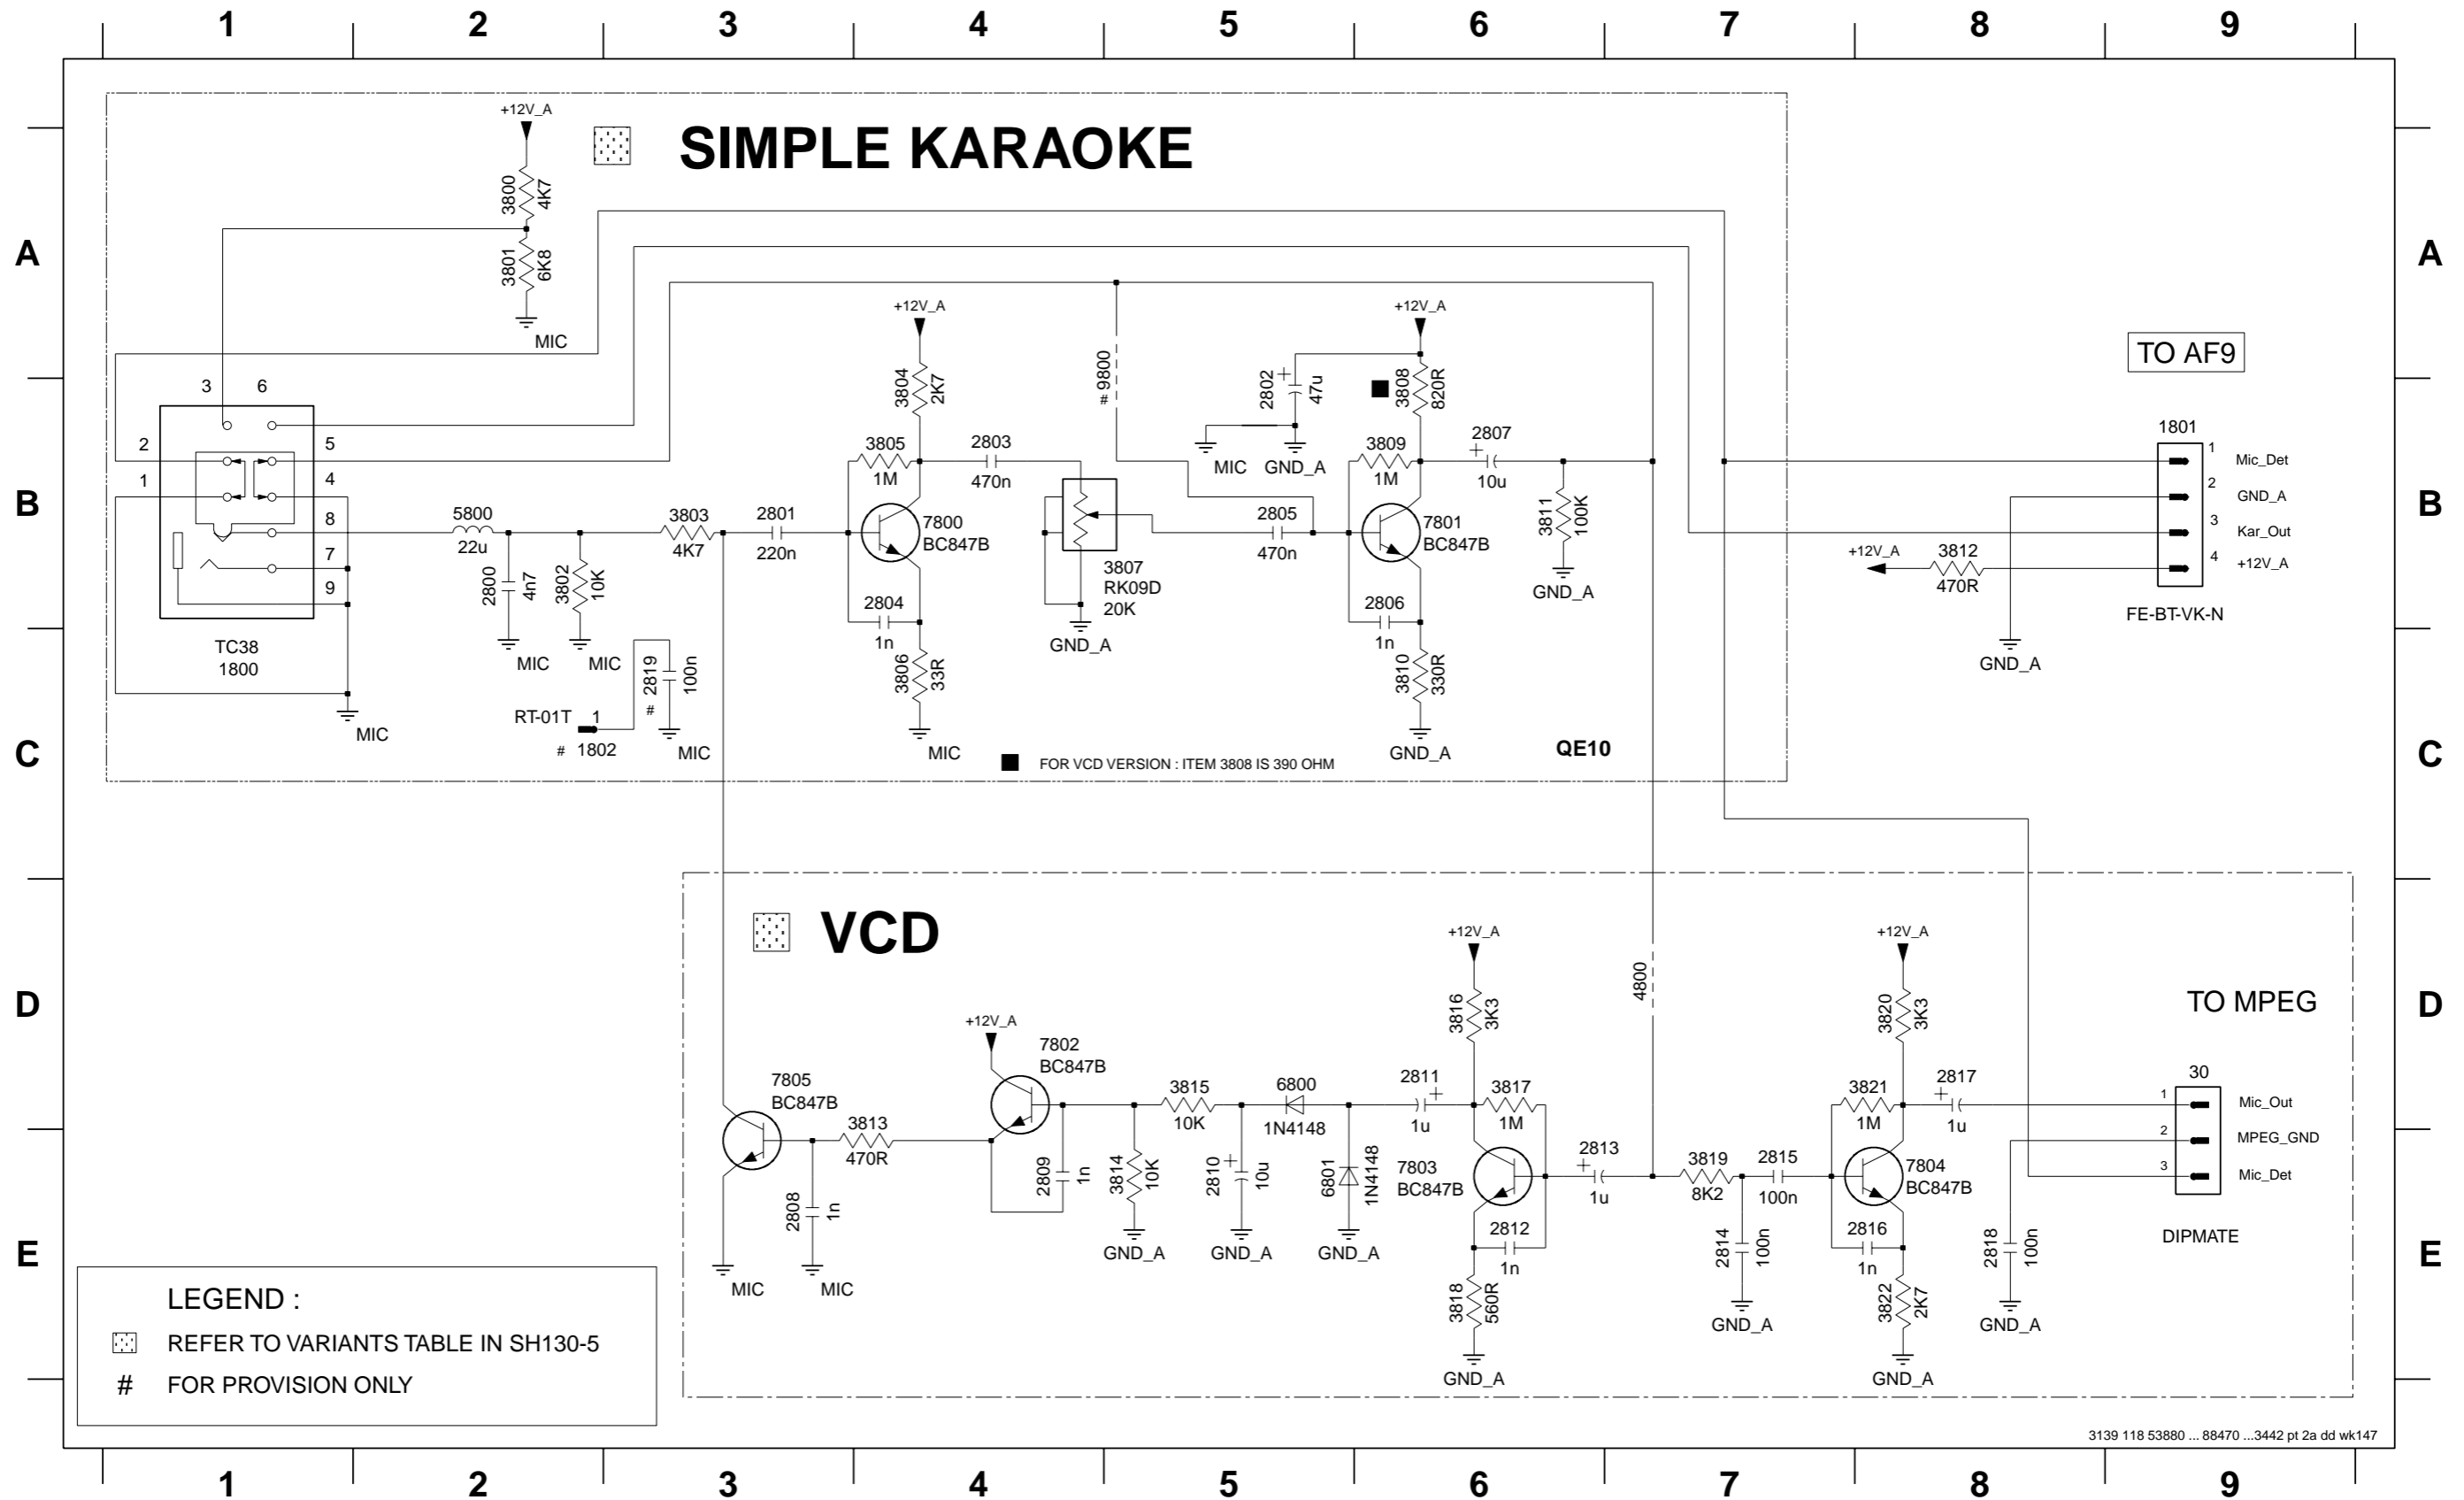 1 2 3 4 5 6 7 8 9
+12V_A
SIMPLE KARAOKE
3800
4K7
A
A
3801
6K8
MIC
+12V_A
+12V_A
TO AF9
3 6
3804
2K7
# 9800
2802
47u
3808
820R
2
5
1
4
8
7
9
3805
1M
2803
470n
MIC
GND_A
3809
1M
2807
10u
1801
1
Mic_Det
2
GND_A
3
Kar_Out
4
+12V_A
B
B
5800
22u
3803
4K7
2801
220n
7800
BC847B
2805
470n
7801
BC847B
3811
100K
+12V_A
3812
470R
2800
4n7
3802
10K
3807
RK09D
20K
GND_A
FE-BT-VK-N
2804
1n
2806
1n
TC38
1800
MIC
MIC
2819
100n
#
3806
33R
GND_A
3810
330R
GND_A
RT-01T 1
# 1802
MIC
MIC
MIC
GND_A
QE10
C
C
FOR VCD VERSION : ITEM 3808 IS 390 OHM
VCD
+12V_A
+12V_A
D
D
4800
3816
3K3
3820
3K3
TO MPEG
+12V_A
7802
BC847B
7805
BC847B
3813
470R
3815
10K
6800
1N4148
2811
1u
3817
1M
3821
1M
2817
1u
30
1
Mic_Out
2
MPEG_GND
3
Mic_Det
2809
1n
3814
10K
2810
10u
6801
1N4148
7803
BC847B
2813
1u
3819
8K2
2815
100n
7804
BC847B
2808
1n
GND_A
GND_A
GND_A
2812
1n
2814
100n
2816
1n
2818
100n
DIPMATE
E
E
MIC
MIC
3818
560R
GND_A
3822
2K7
GND_A
GND_A
GND_A
LEGEND :
REFER TO VARIANTS TABLE IN SH130-5
# FOR PROVISION ONLY
3139 118 53880 ... 88470 ...3442 pt 2a dd wk147
1 2 3 4 5 6 7 8 9